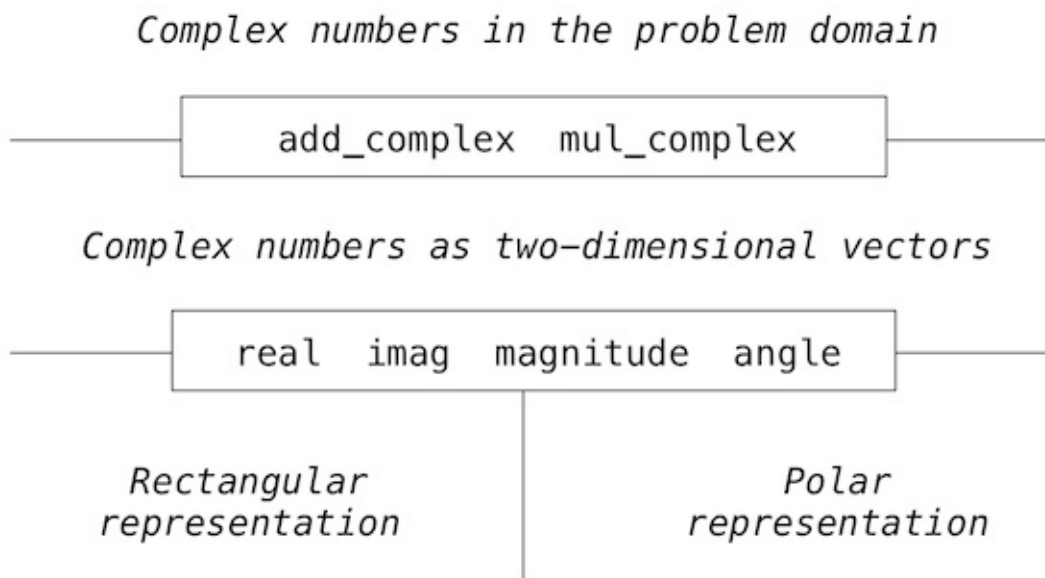 Complex numbers in the problem domain
add_complex mul_complex
Complex numbers as two-dimensional vectors
real imag magnitude angle
Rectangular
representation
Polar
representation